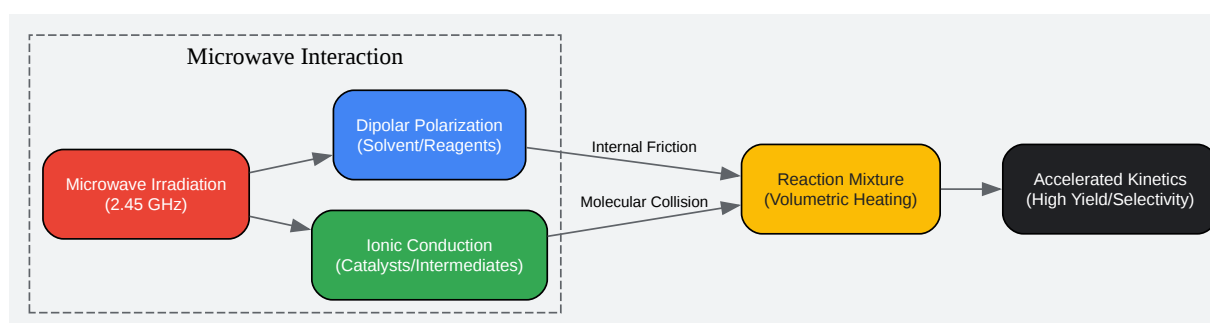 Microwave Interaction
Microwave Irradiation
(2.45 GHz)
Dipolar Polarization
(Solvent/Reagents)
Ionic Conduction
(Catalysts/Intermediates)
Internal Friction
Molecular Collision
Reaction Mixture
(Volumetric Heating)
Accelerated Kinetics
(High Yield/Selectivity)